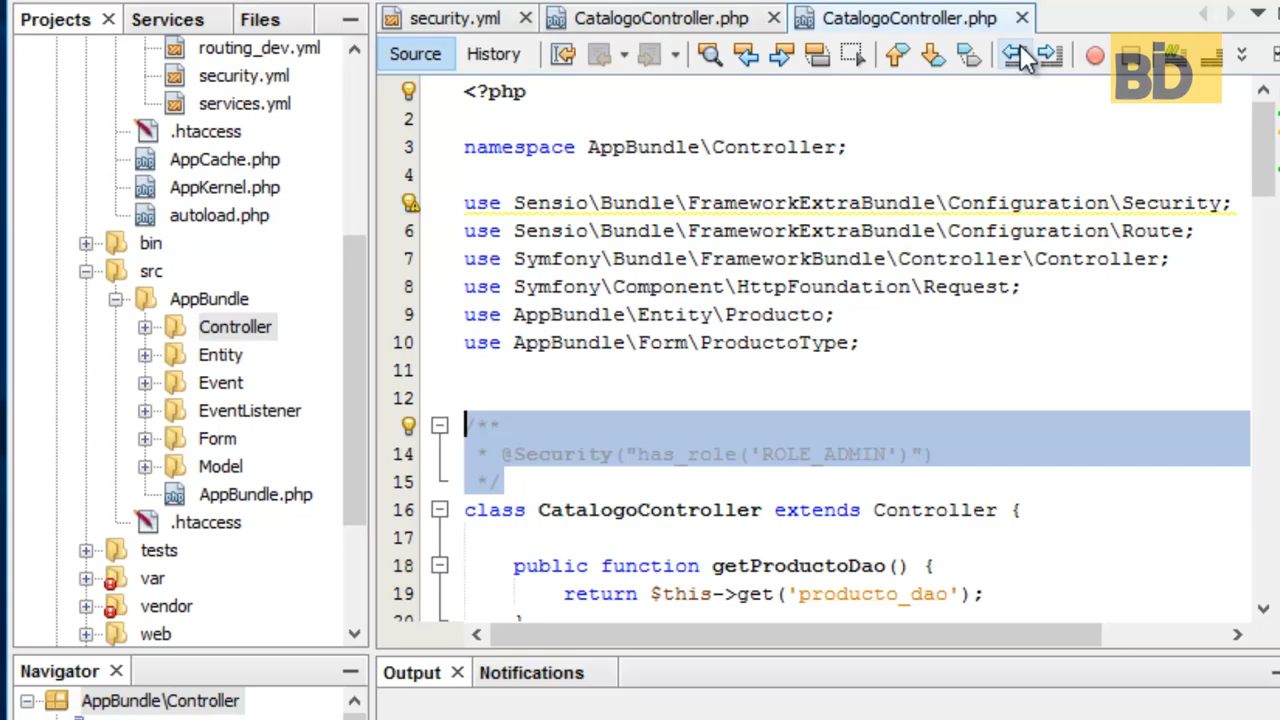 Projects
Services
Files
routing_dev.yml
security.yml
services.yml
.htaccess
AppCache.php
AppKernel.php
autoload.php
bin
src
AppBundle
Controller
Entity
Event
EventListener
Form
Model
AppBundle.php
.htaccess
tests
var
vendor
web
Navigator
AppBundle\Controller
security.yml
CatalogoController.php
CatalogoController.php
Source
History
BID
<?php
2
3 namespace AppBundle\Controller;
4
use Sensio\Bundle\FrameworkExtraBundle\Configuration\Security;
6 use Sensio\Bundle\FrameworkExtraBundle\Configuration\Route;
7 use Symfony\Bundle\FrameworkBundle\Controller\Controller;
8 use Symfony\Component\HttpFoundation\Request;
9 use AppBundle\Entity\Producto;
10 use AppBundle\Form\ProductoType;
11
12
/**
14 * @Security("has_role('ROLE_ADMIN')")
15 */
16 class CatalogoController extends Controller {
17
18 public function getProductoDao() {
19 return $this->get('producto_dao');
20 }
Output
Notifications